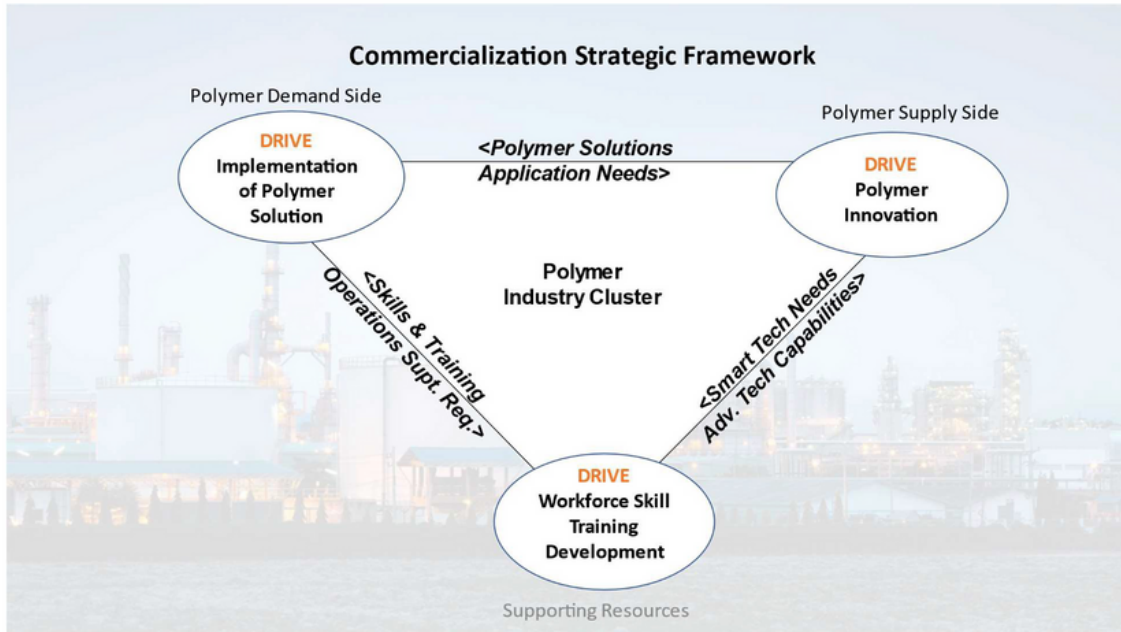 Commercialization Strategic Framework
Polymer Demand Side
DRIVE
Implementation
of Polymer
Solution
<Polymer Solutions
Application Needs>
Polymer Supply Side
DRIVE
Polymer
Innovation
Polymer
Industry Cluster
<Skills & Training
Operations Supt. Req.>
<Smart Tech Needs
Adv. Tech Capabilities>
DRIVE
Workforce Skill
Training
Development
Supporting Resources